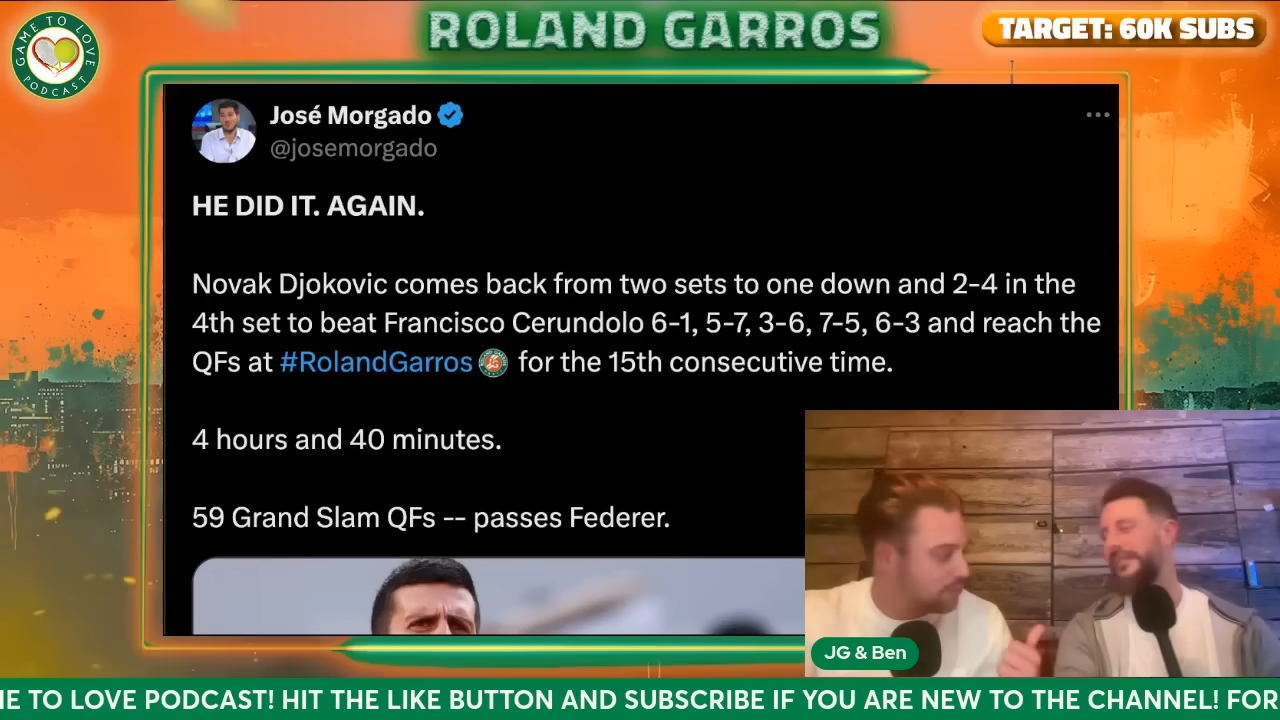 GAME TO LOVE
PODCAST
ROLAND GARROS
TARGET: 60K SUBS
José Morgado
@josemorgado
HE DID IT. AGAIN.
Novak Djokovic comes back from two sets to one down and 2-4 in the
4th set to beat Francisco Cerundolo 6-1, 5-7, 3-6, 7-5, 6-3 and reach the
QFs at #RolandGarros for the 15th consecutive time.
4 hours and 40 minutes.
59 Grand Slam QFs -- passes Federer.
JG & Ben
ME TO LOVE PODCAST! HIT THE LIKE BUTTON AND SUBSCRIBE IF YOU ARE NEW TO THE CHANNEL! FOR